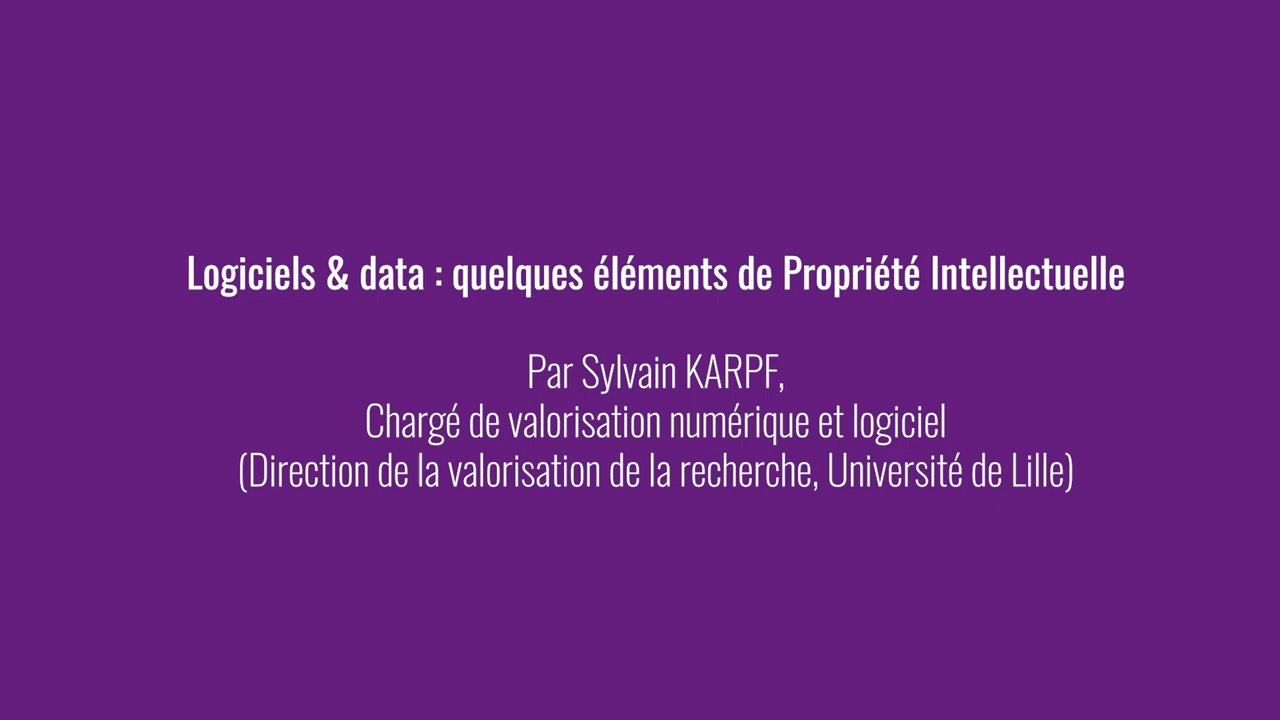 Logiciels & data : quelques éléments de Propriété Intellectuelle
Par Sylvain KARPF,
Chargé de valorisation numérique et logiciel
(Direction de la valorisation de la recherche, Université de Lille)